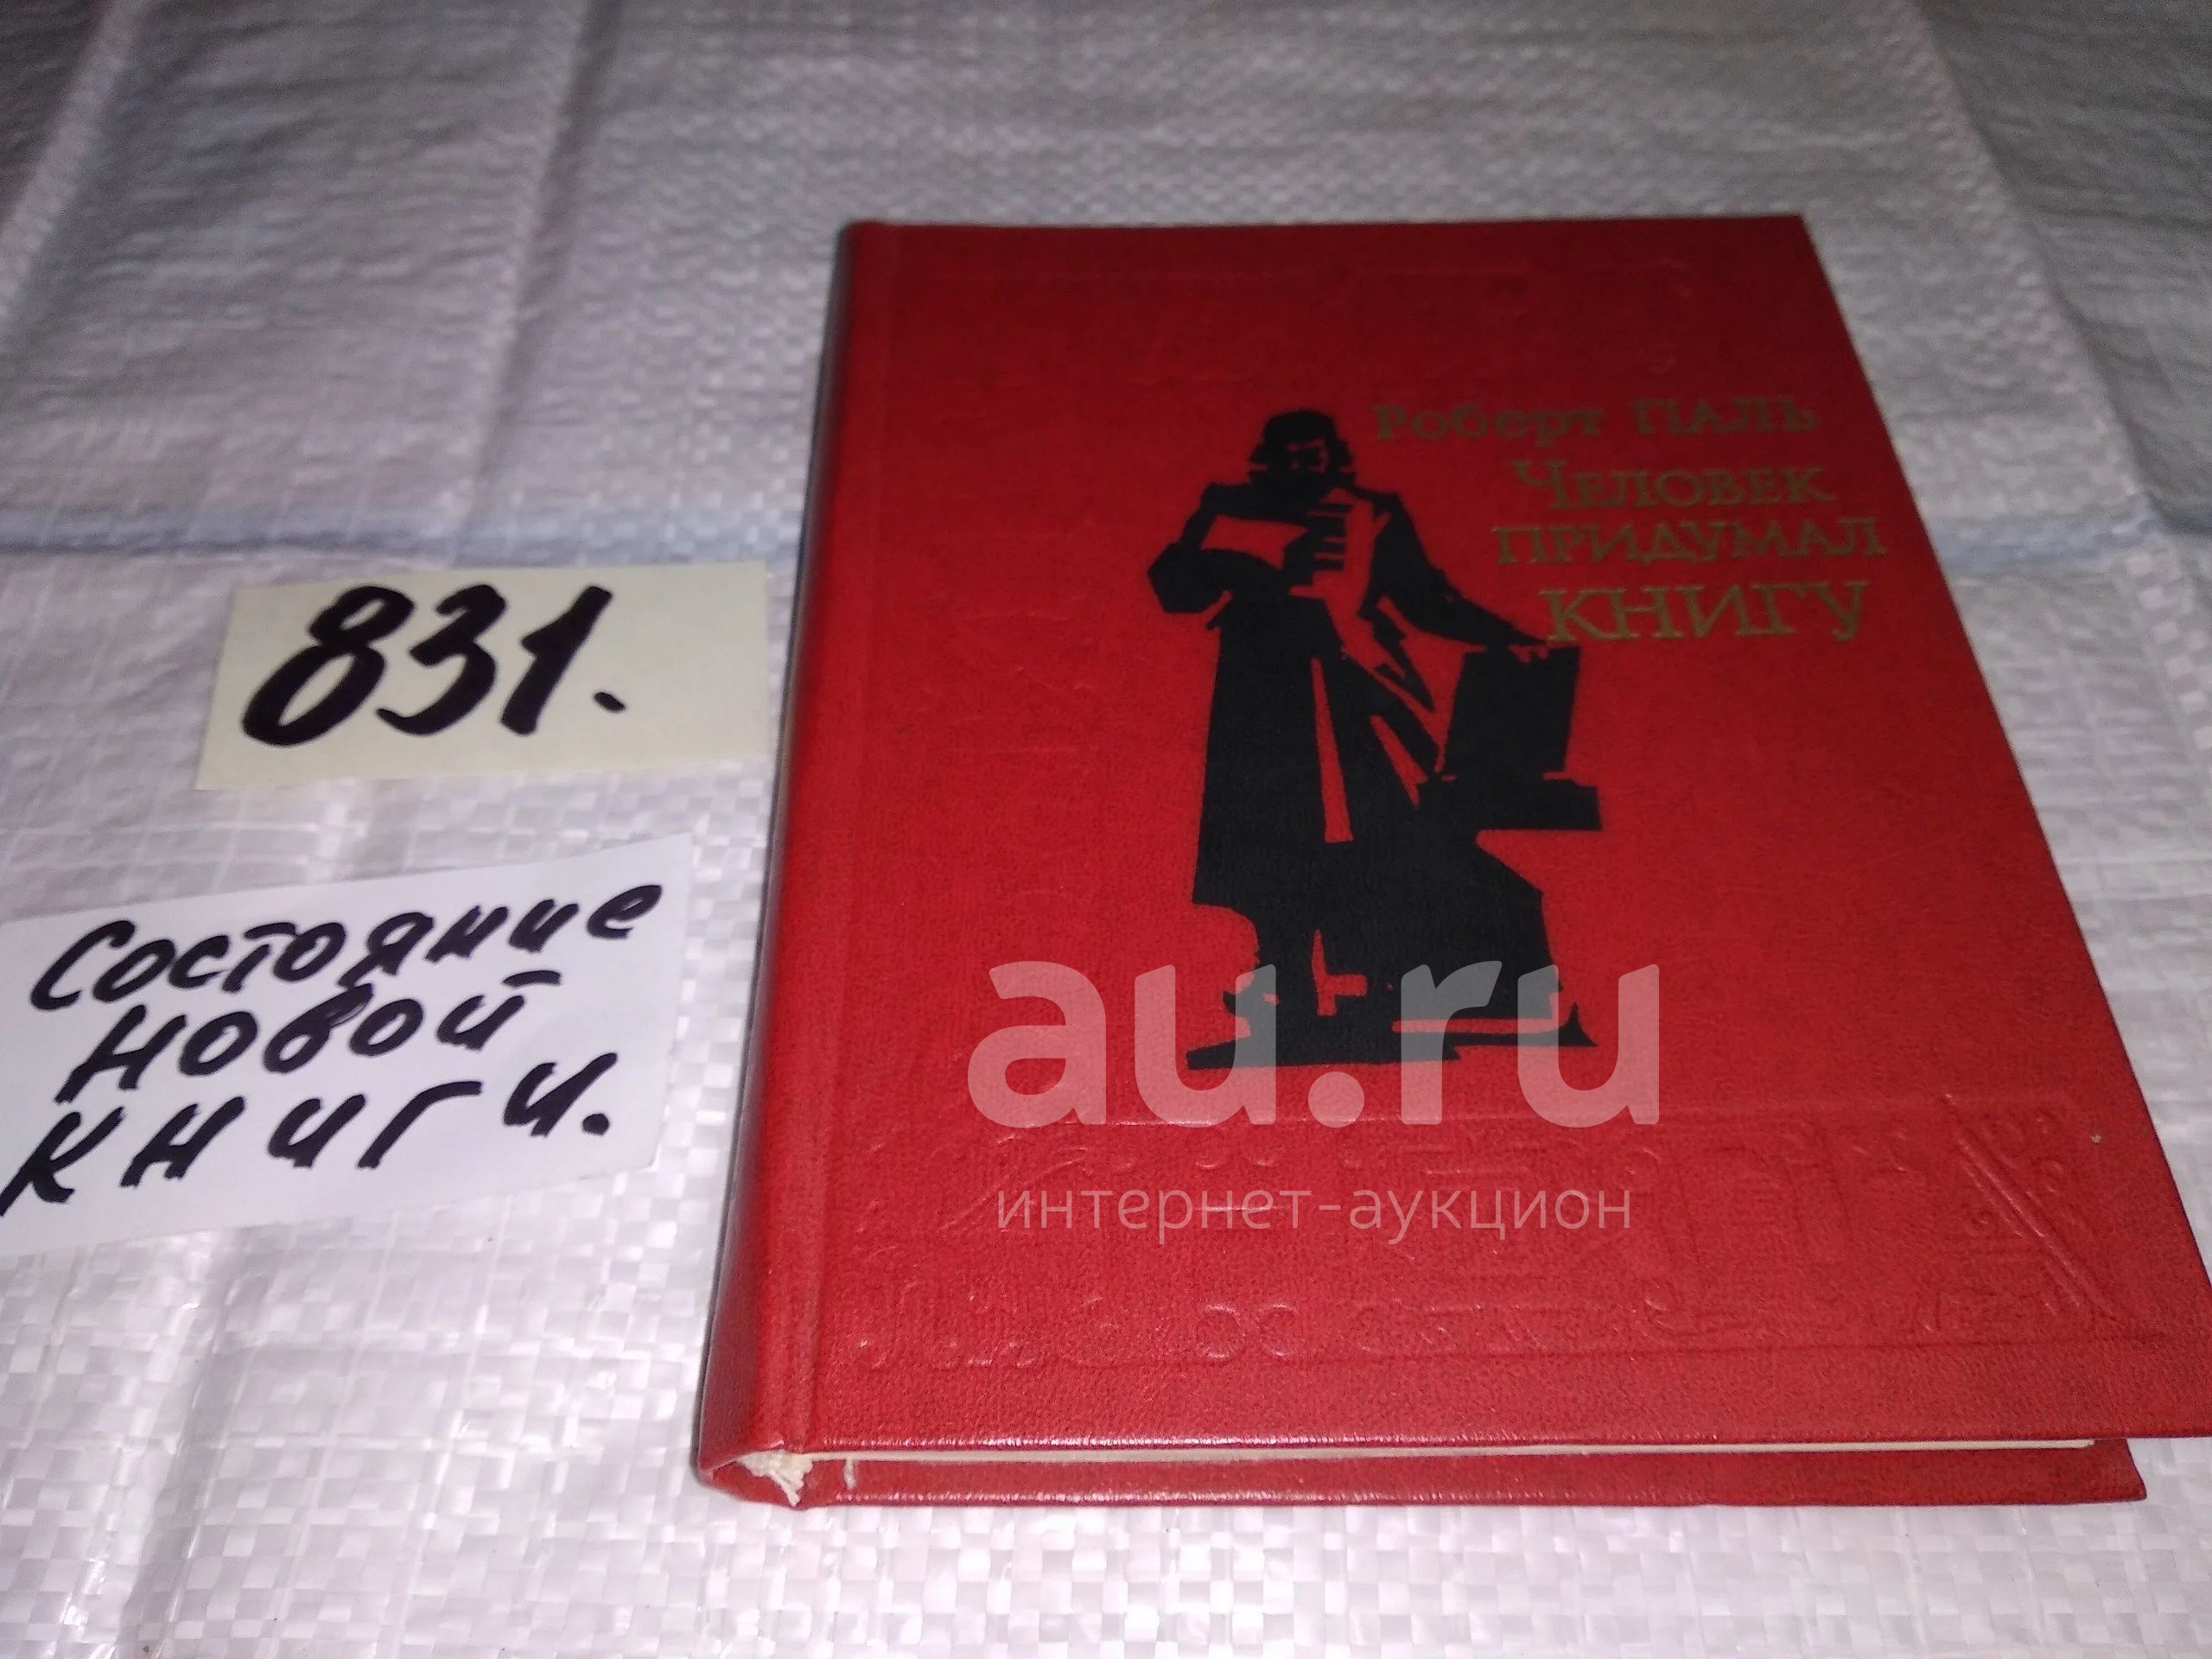 831.
Состояние
новой
книги.
Роберт ПАЛЬ
ЧЕЛОВЕК
ПРИДУМАЛ
КНИГУ
au.ru
интернет-аукцион